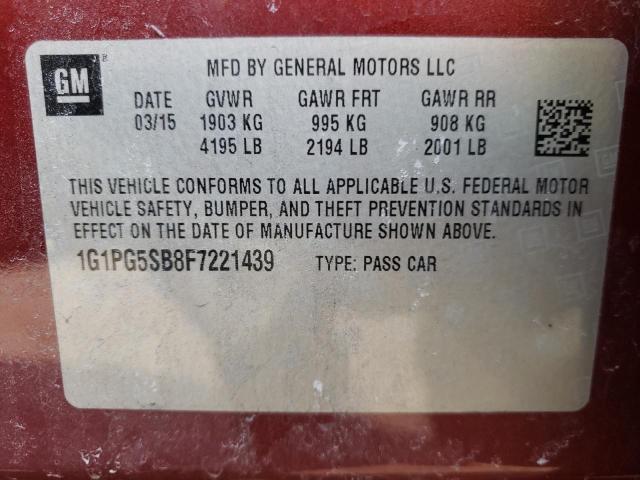 GM
MFD BY GENERAL MOTORS LLC
DATE GVWR GAWR FRT GAWR RR
03/15 1903 KG 995 KG 908 KG
4195 LB 2194 LB 2001 LB
THIS VEHICLE CONFORMS TO ALL APPLICABLE U.S. FEDERAL MOTOR
VEHICLE SAFETY, BUMPER, AND THEFT PREVENTION STANDARDS IN
EFFECT ON THE DATE OF MANUFACTURE SHOWN ABOVE.
1G1PG5SB8F7221439 TYPE: PASS CAR